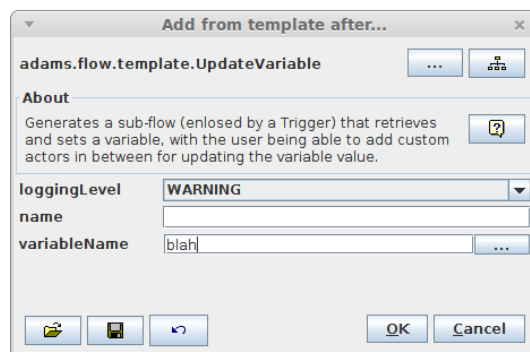 Add from template after...
adams.flow.template.UpdateVariable ...
About
Generates a sub-flow (enlosed by a Trigger) that retrieves
and sets a variable, with the user being able to add custom
actors in between for updating the variable value.
loggingLevel WARNING
name
variableName blah ...
OK Cancel